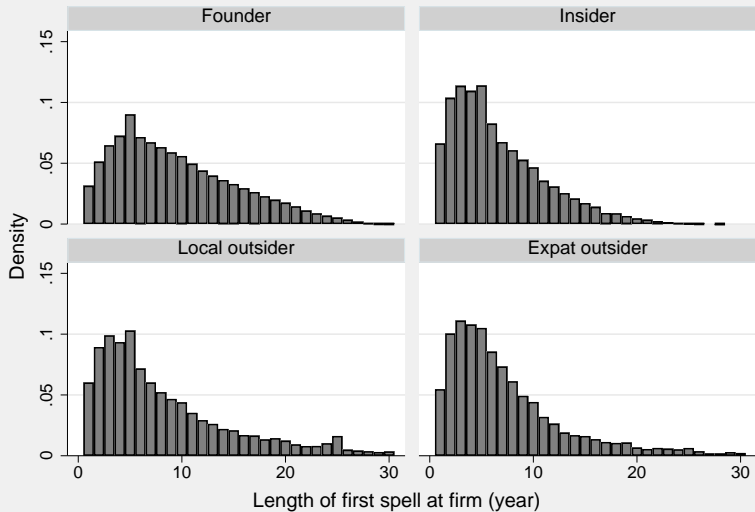 Founder
Insider
.15
.1
.05
0
Local outsider
Expat outsider
.15
.1
.05
0
Density
0 10 20 30
0 10 20 30
Length of first spell at firm (year)